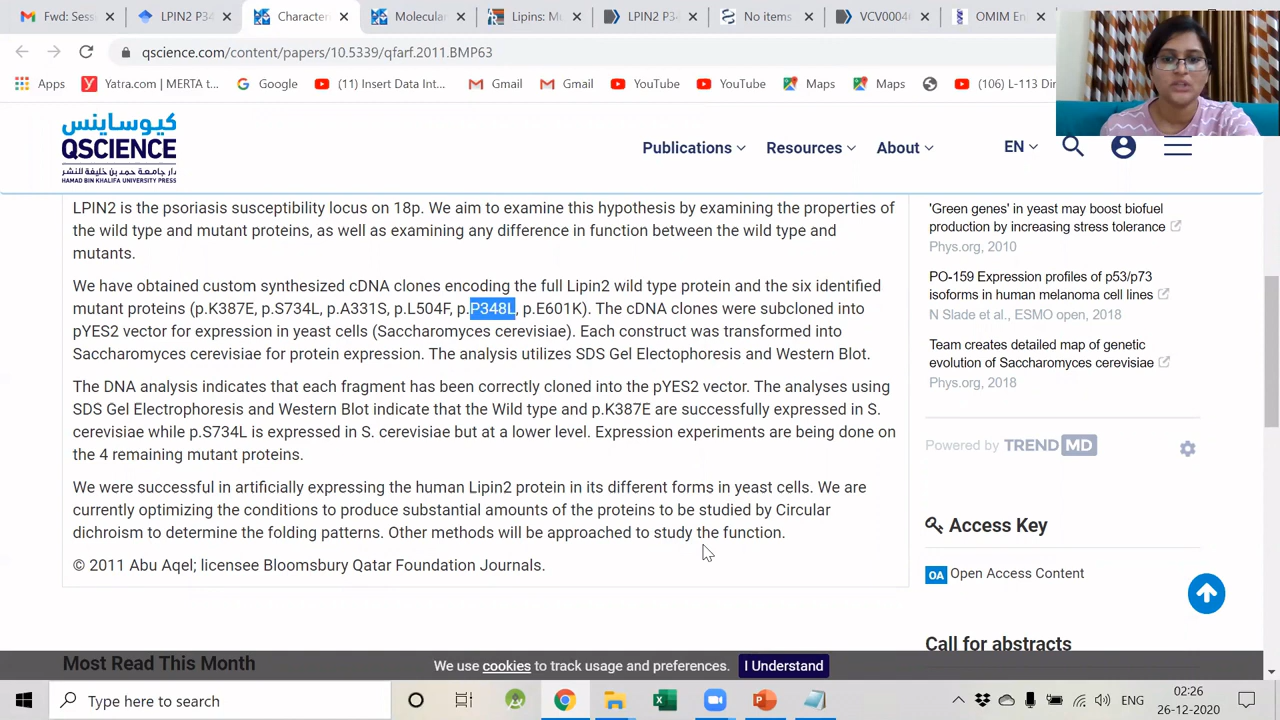 Fwd: Sess
LPIN2 P34
Character
Molecular
Lipins: Mu
LPIN2 P34
No items
VCV0004
OMIM En
qscience.com/content/papers/10.5339/qfarf.2011.BMP63
Apps
Yatra.com | MERTA t...
Google
(11) Insert Data Int...
Gmail
Gmail
YouTube
YouTube
Maps
Maps
(106) L-113 Di
كيوساينس
QSCIENCE
دار جامعة حمد بن خليفة للنشر
HAMAD BIN KHALIFA UNIVERSITY PRESS
Publications
Resources
About
EN
LPIN2 is the psoriasis susceptibility locus on 18p. We aim to examine this hypothesis by examining the properties of
the wild type and mutant proteins, as well as examining any difference in function between the wild type and
mutants.
We have obtained custom synthesized cDNA clones encoding the full Lipin2 wild type protein and the six identified
mutant proteins (p.K387E, p.S734L, p.A331S, p.L504F, p.P348L, p.E601K). The cDNA clones were subcloned into
pYES2 vector for expression in yeast cells (Saccharomyces cerevisiae). Each construct was transformed into
Saccharomyces cerevisiae for protein expression. The analysis utilizes SDS Gel Electophoresis and Western Blot.
The DNA analysis indicates that each fragment has been correctly cloned into the pYES2 vector. The analyses using
SDS Gel Electrophoresis and Western Blot indicate that the Wild type and p.K387E are successfully expressed in S.
cerevisiae while p.S734L is expressed in S. cerevisiae but at a lower level. Expression experiments are being done on
the 4 remaining mutant proteins.
We were successful in artificially expressing the human Lipin2 protein in its different forms in yeast cells. We are
currently optimizing the conditions to produce substantial amounts of the proteins to be studied by Circular
dichroism to determine the folding patterns. Other methods will be approached to study the function.
© 2011 Abu Aqel; licensee Bloomsbury Qatar Foundation Journals.
'Green genes' in yeast may boost biofuel
production by increasing stress tolerance
Phys.org, 2010
PO-159 Expression profiles of p53/p73
isoforms in human melanoma cell lines
N Slade et al., ESMO open, 2018
Team creates detailed map of genetic
evolution of Saccharomyces cerevisiae
Phys.org, 2018
Powered by TREND MD
Access Key
OA Open Access Content
Call for abstracts
Most Read This Month
We use cookies to track usage and preferences. I Understand
Type here to search
ENG
02:26
26-12-2020